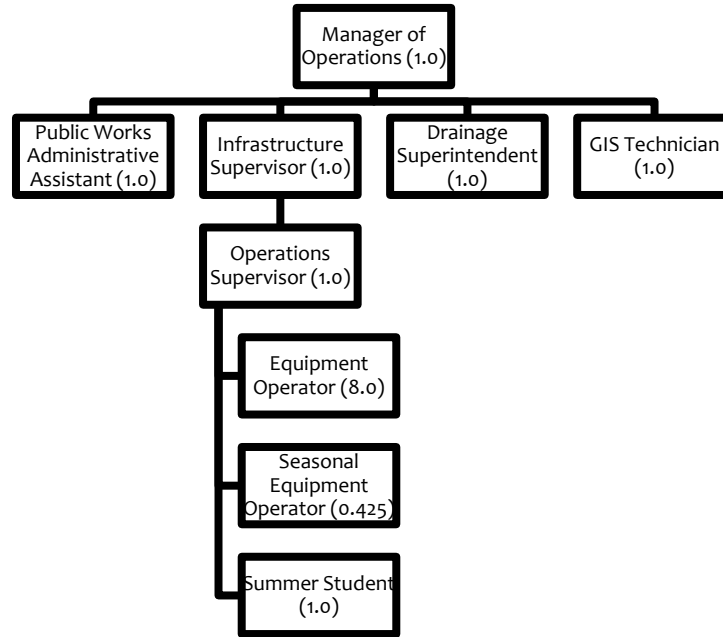 Manager of
Operations (1.0)
Public Works
Administrative
Assistant (1.0)
Infrastructure
Supervisor (1.0)
Drainage
Superintendent
(1.0)
GIS Technician
(1.0)
Operations
Supervisor (1.0)
Equipment
Operator (8.0)
Seasonal
Equipment
Operator (0.425)
Summer Student
(1.0)